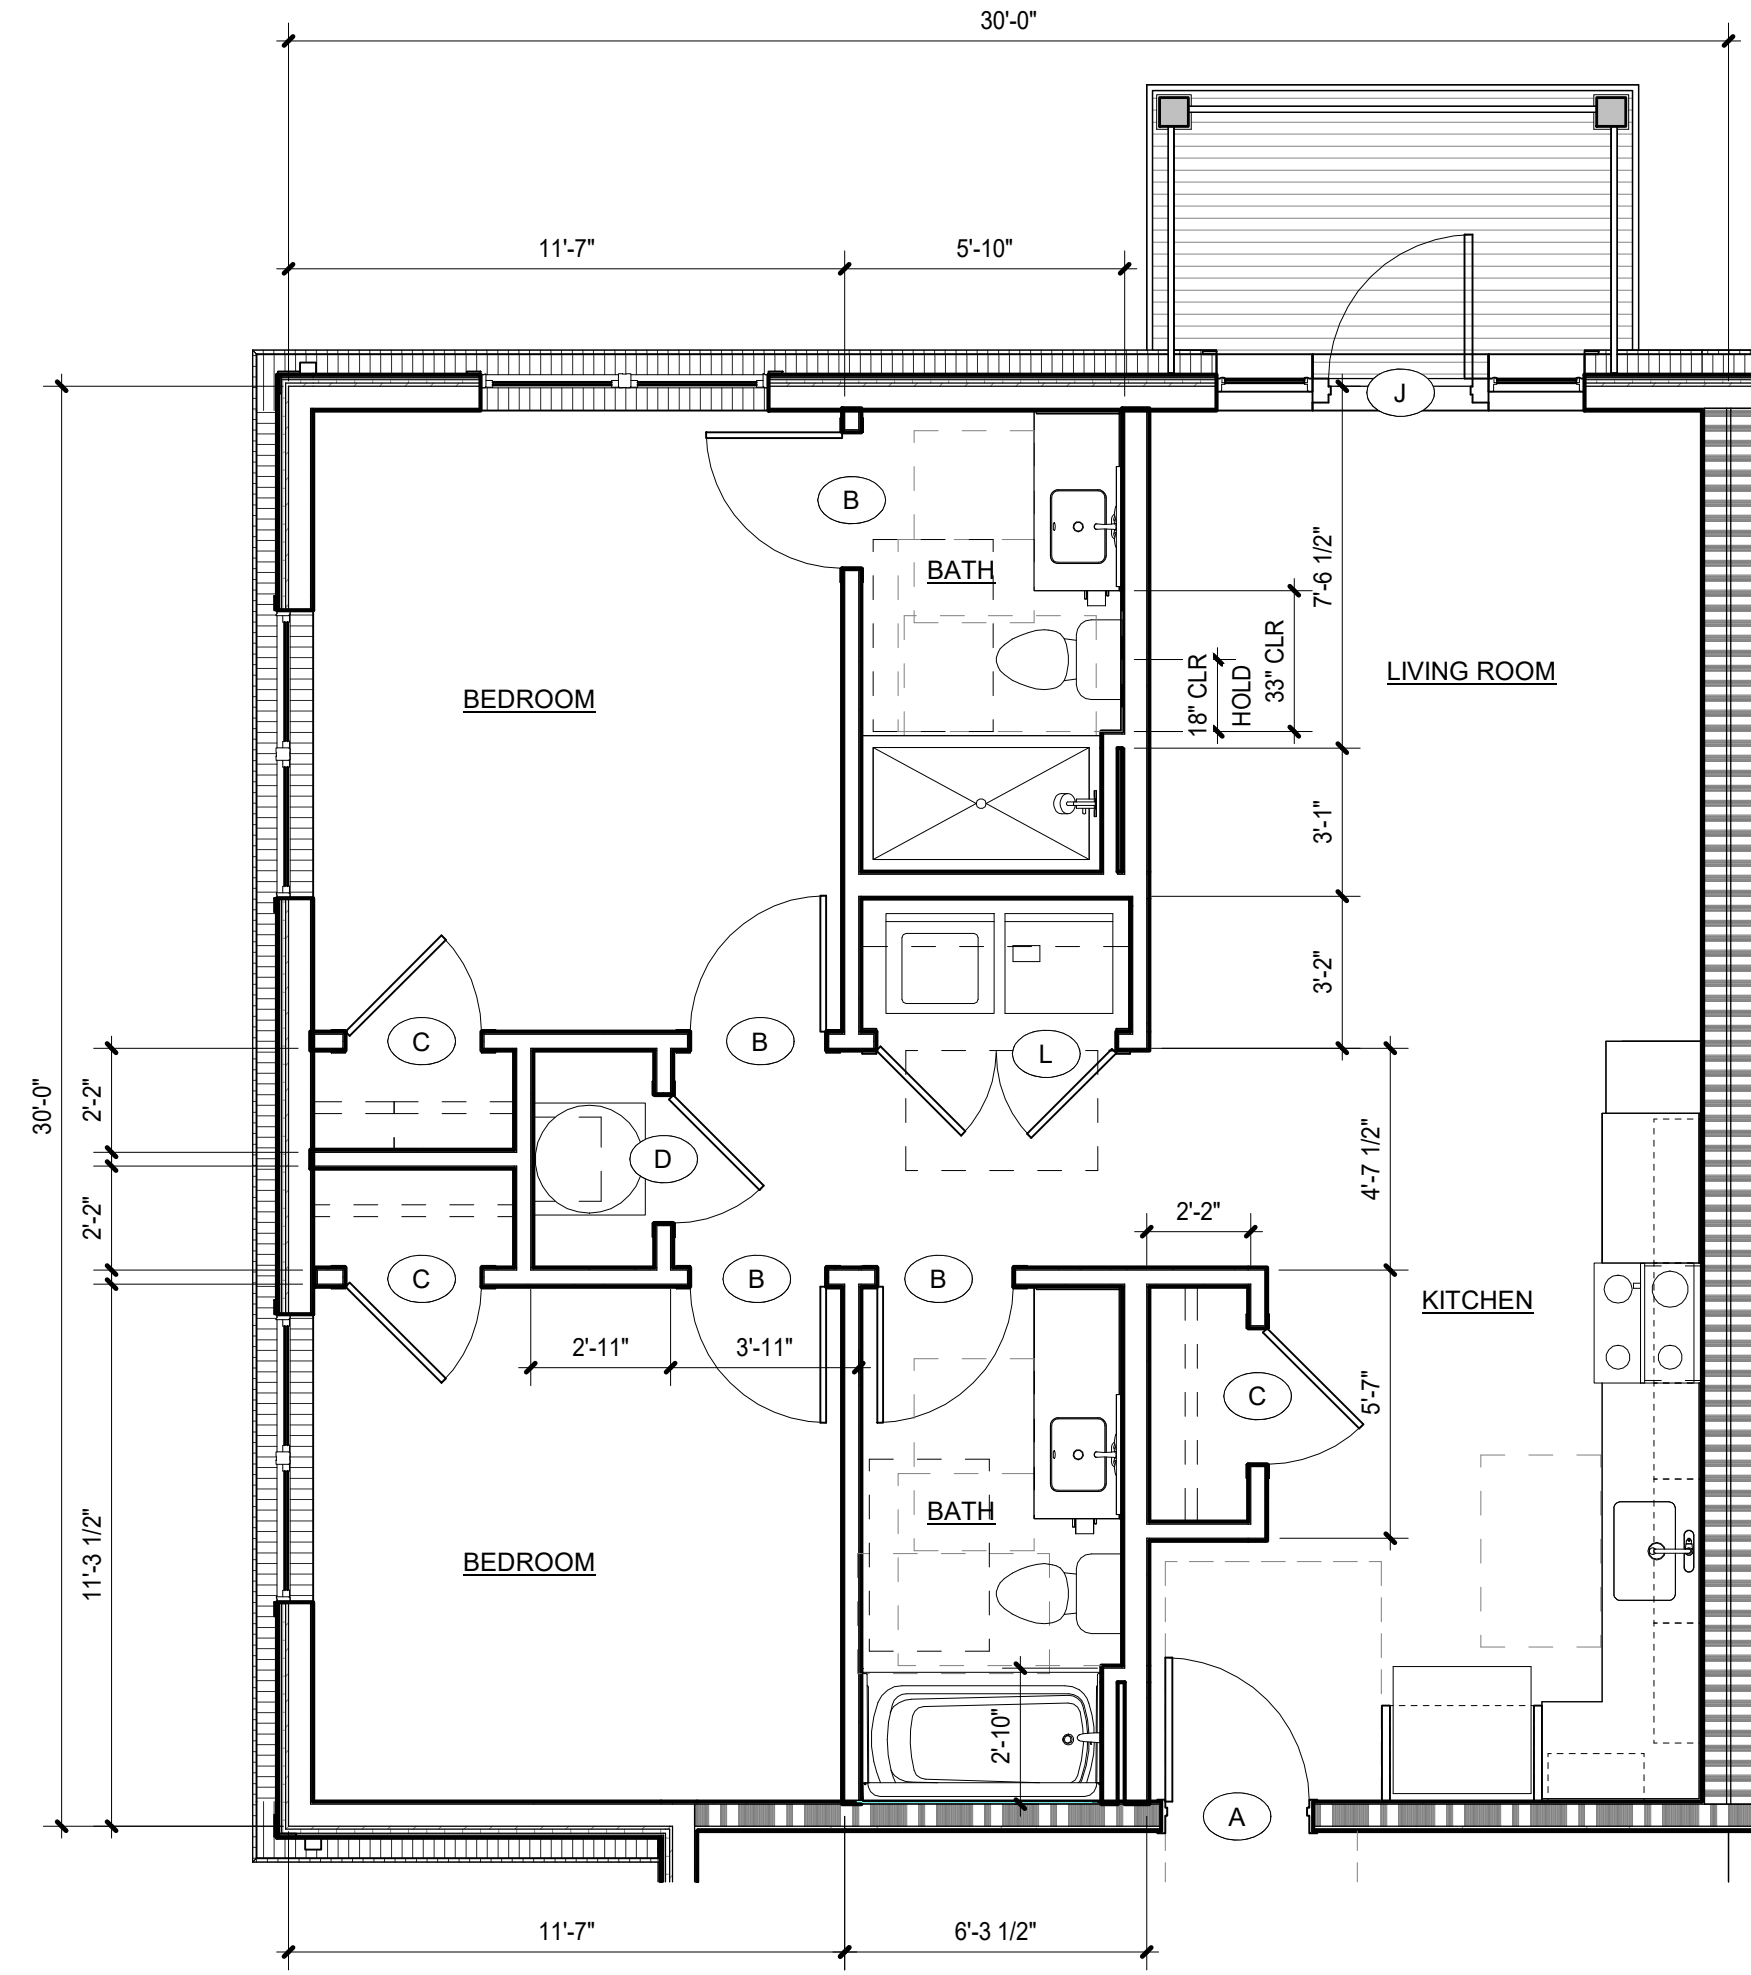 30'-0"
11'-7"
5'-10"
J
B
BATH
7'-6 1/2"
18" CLR
HOLD
33" CLR
LIVING ROOM
BEDROOM
3'-1"
3'-2"
C
B
L
30'-0"
2'-2"
D
4'-7 1/2"
2'-2"
2'-2"
C
B
B
KITCHEN
2'-11"
3'-11"
C
5'-7"
BATH
11'-3 1/2"
BEDROOM
2'-10"
A
11'-7"
6'-3 1/2"